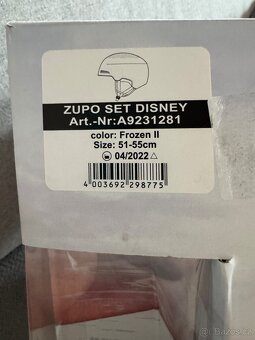 ZUPO SET DISNEY
Art.-Nr:A9231281
color: Frozen II
Size: 51-55cm
04/2022
4 003692 298775